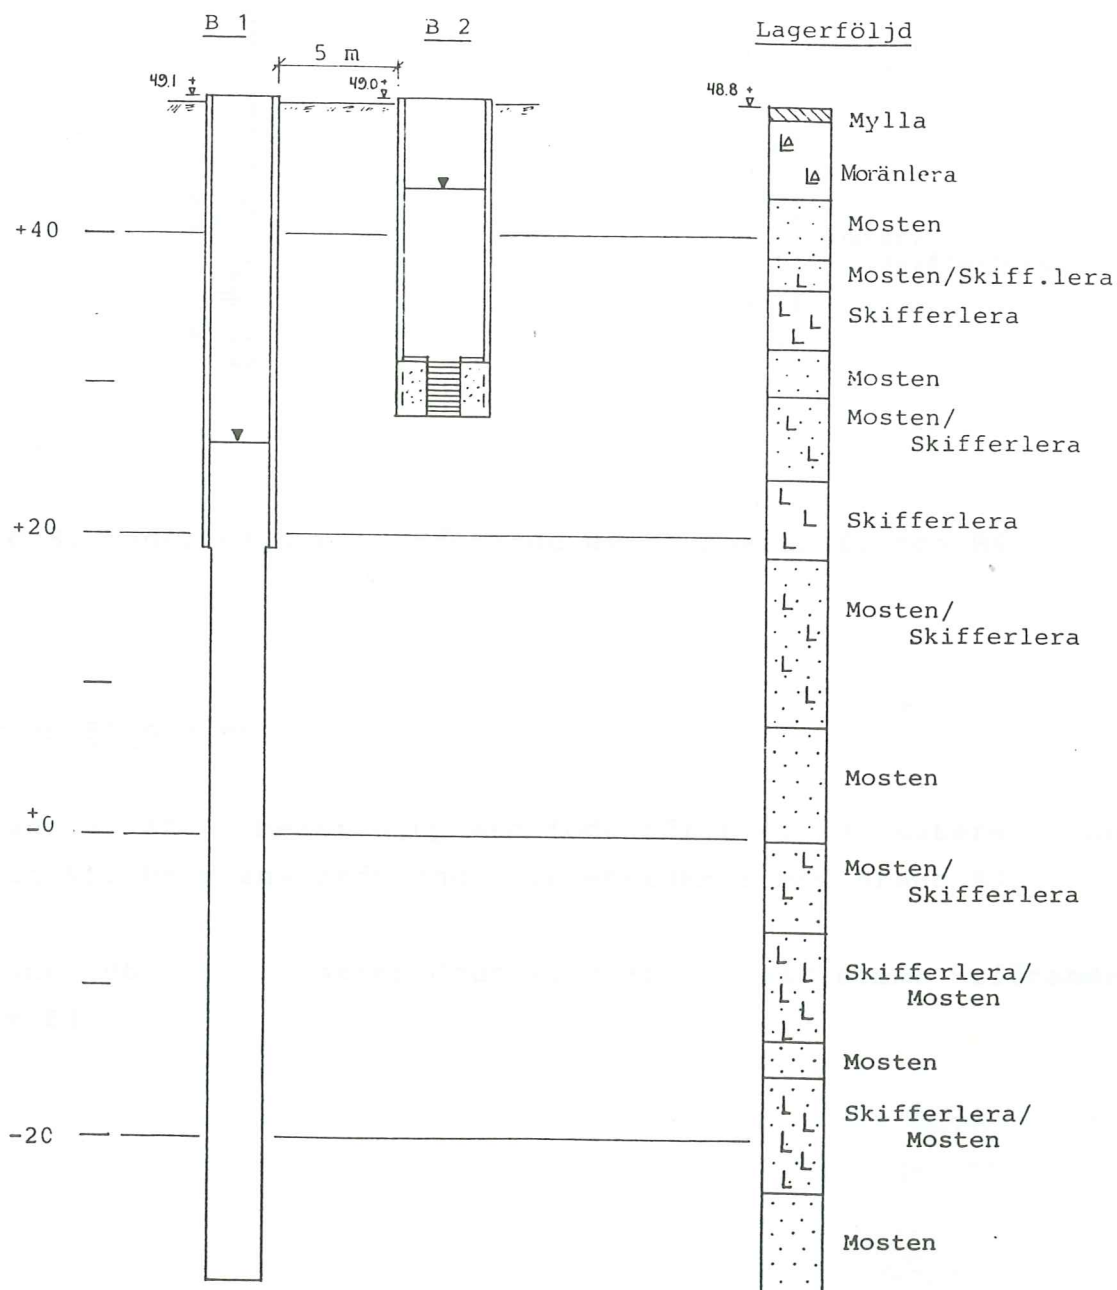 B 1
B 2
Lagerföljd
5 m
49.1 +
49.0 +
48.8 +
Mylla
Moränlera
+40
Mosten
Mosten/Skiff.lera
Skifferlera
Mosten
Mosten/
Skifferlera
+20
Skifferlera
Mosten/
Skifferlera
Mosten
±0
Mosten/
Skifferlera
Skifferlera/
Mosten
Mosten
-20
Skifferlera/
Mosten
Mosten